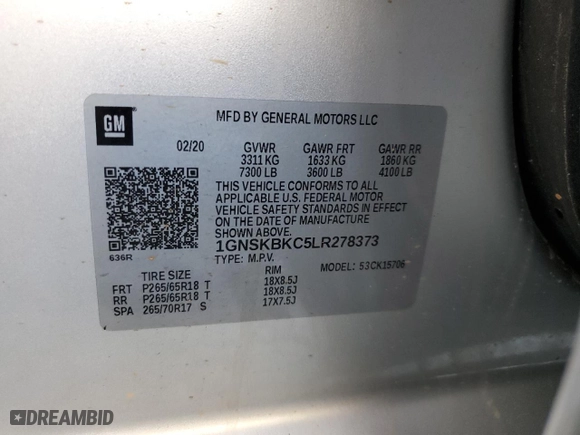 GM
MFD BY GENERAL MOTORS LLC
02/20 GVWR GAWR FRT GAWR RR
3311 KG 1633 KG 1860 KG
7300 LB 3600 LB 4100 LB
THIS VEHICLE CONFORMS TO ALL
APPLICABLE U.S. FEDERAL MOTOR
VEHICLE SAFETY STANDARDS IN EFFECT
ON THE DATE OF MANUFACTURE
SHOWN ABOVE.
636R 1GNSKBKC5LR278373
TYPE: M.P.V. MODEL: 53CK15706
TIRE SIZE RIM
FRT P265/65R18 T 18X8.5J
RR P265/65R18 T 18X8.5J
SPA 265/70R17 S 17X7.5J
DREAMBID